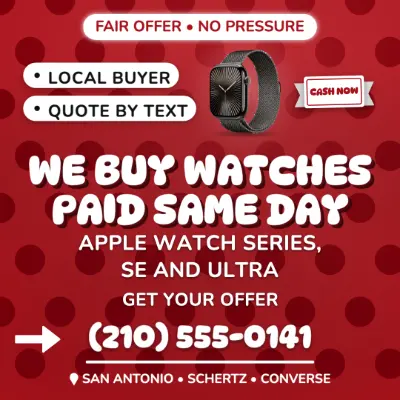 FAIR OFFER • NO PRESSURE
• LOCAL BUYER
• QUOTE BY TEXT
CASH NOW
WE BUY WATCHES
PAID SAME DAY
APPLE WATCH SERIES,
SE AND ULTRA
GET YOUR OFFER
(210) 555-0141
SAN ANTONIO • SCHERTZ • CONVERSE